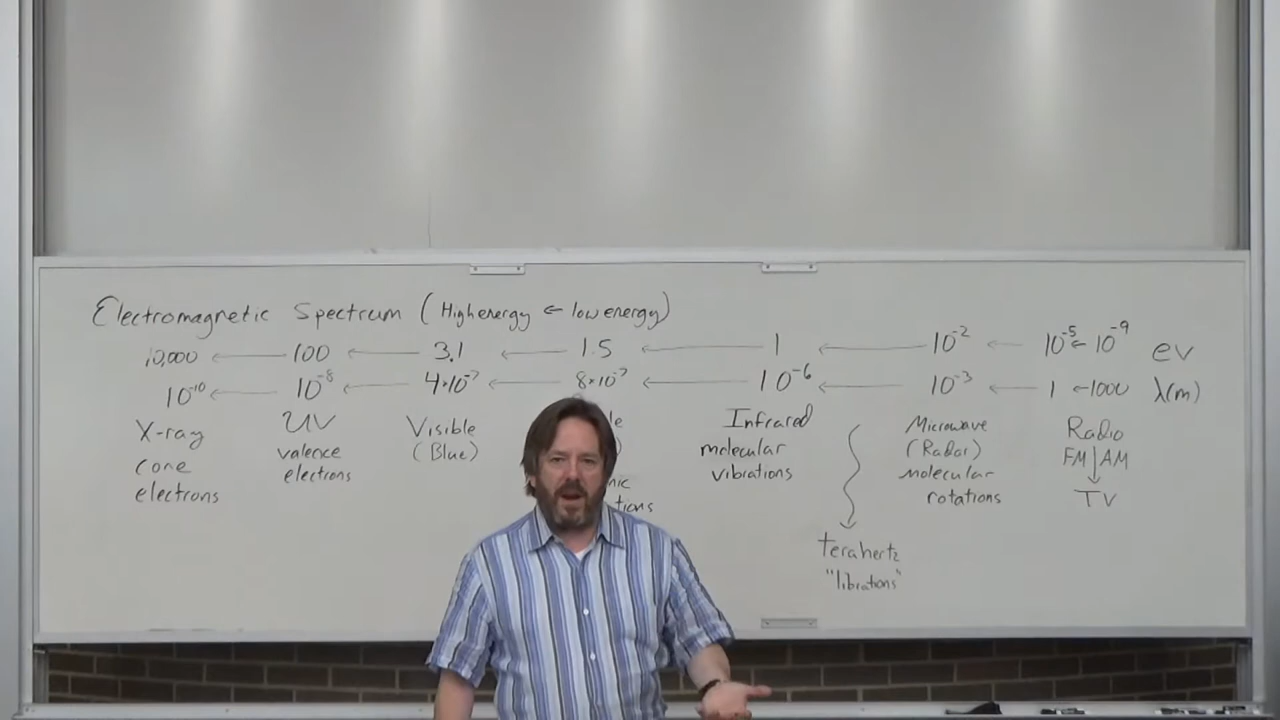 Electromagnetic Spectrum (High energy ← low energy)
10,000 ← 100 ← 3.1 ← 1.5 ← 1 ← 10⁻² ← 10⁻⁵ ← 10⁻⁹ ev
10⁻¹⁰ ← 10⁻⁸ ← 4×10⁻⁷ ← 8×10⁻⁷ ← 10⁻⁶ ← 10⁻³ ← 1 ← 1000 λ(m)
X-ray
core
electrons
UV
valence
electrons
Visible
(Blue)
Infrared
molecular
vibrations
terahertz
"librations"
Microwave
(Radar)
molecular
rotations
Radio
FM | AM
TV